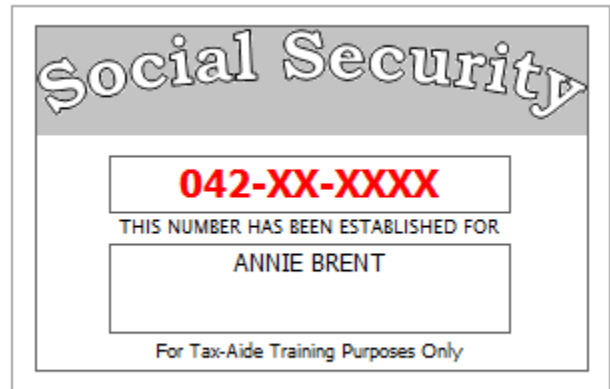 Social Security
042-XX-XXXX
THIS NUMBER HAS BEEN ESTABLISHED FOR
ANNIE BRENT
For Tax-Aide Training Purposes Only